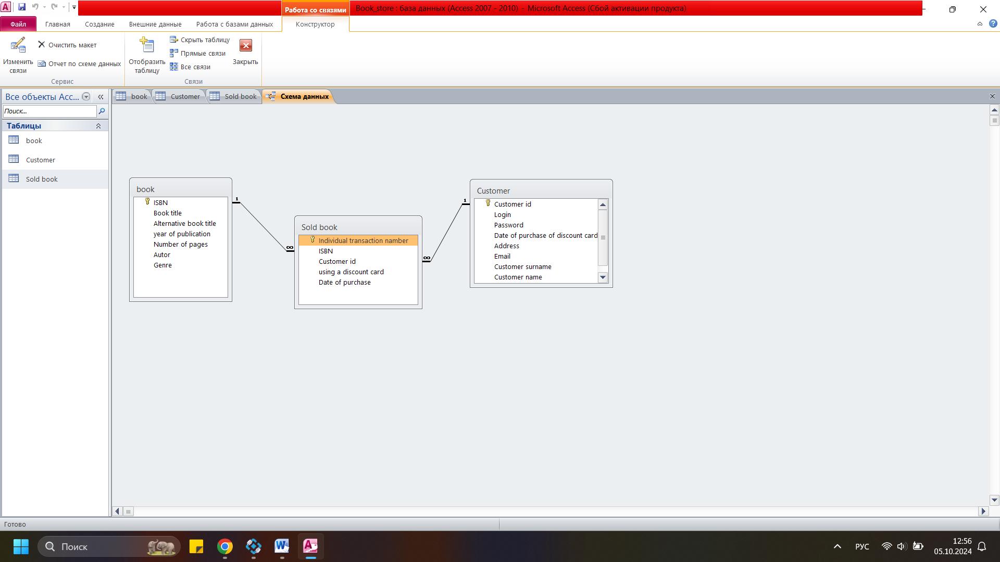 Работа со связями
Book_store : база данных (Access 2007 - 2010) - Microsoft Access (Сбой активации продукта)
Файл
Главная
Создание
Внешние данные
Работа с базами данных
Конструктор
Изменить связи
Очистить макет
Отчет по схеме данных
Сервис
Отобразить таблицу
Скрыть таблицу
Прямые связи
Все связи
Закрыть
Связи
Все объекты Acc...
Поиск...
Таблицы
book
Customer
Sold book
book
Customer
Sold book
Схема данных
book
ISBN
Book title
Alternative book title
year of publication
Number of pages
Autor
Genre
1
∞
Sold book
Individual transaction namber
ISBN
Customer id
using a discount card
Date of purchase
∞
1
Customer
Customer id
Login
Password
Date of purchase of discount card
Address
Email
Customer surname
Customer name
Готово
Поиск
РУС
12:56
05.10.2024